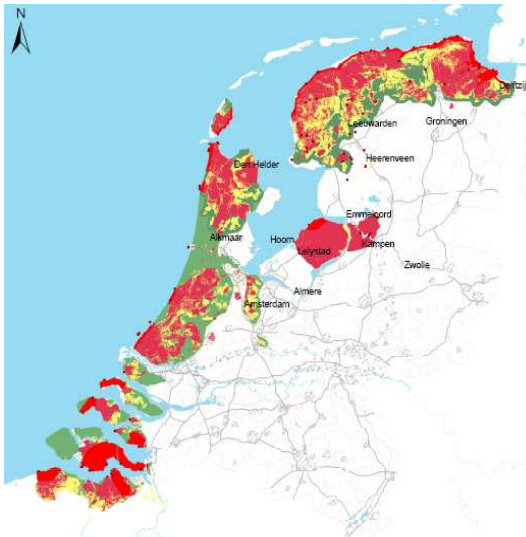 N
Delfzijl
Leeuwarden
Groningen
Den Helder
Heerenveen
Emmeloord
Alkmaar
Hoorn
Kampen
Lelystad
Zwolle
Almere
Amsterdam